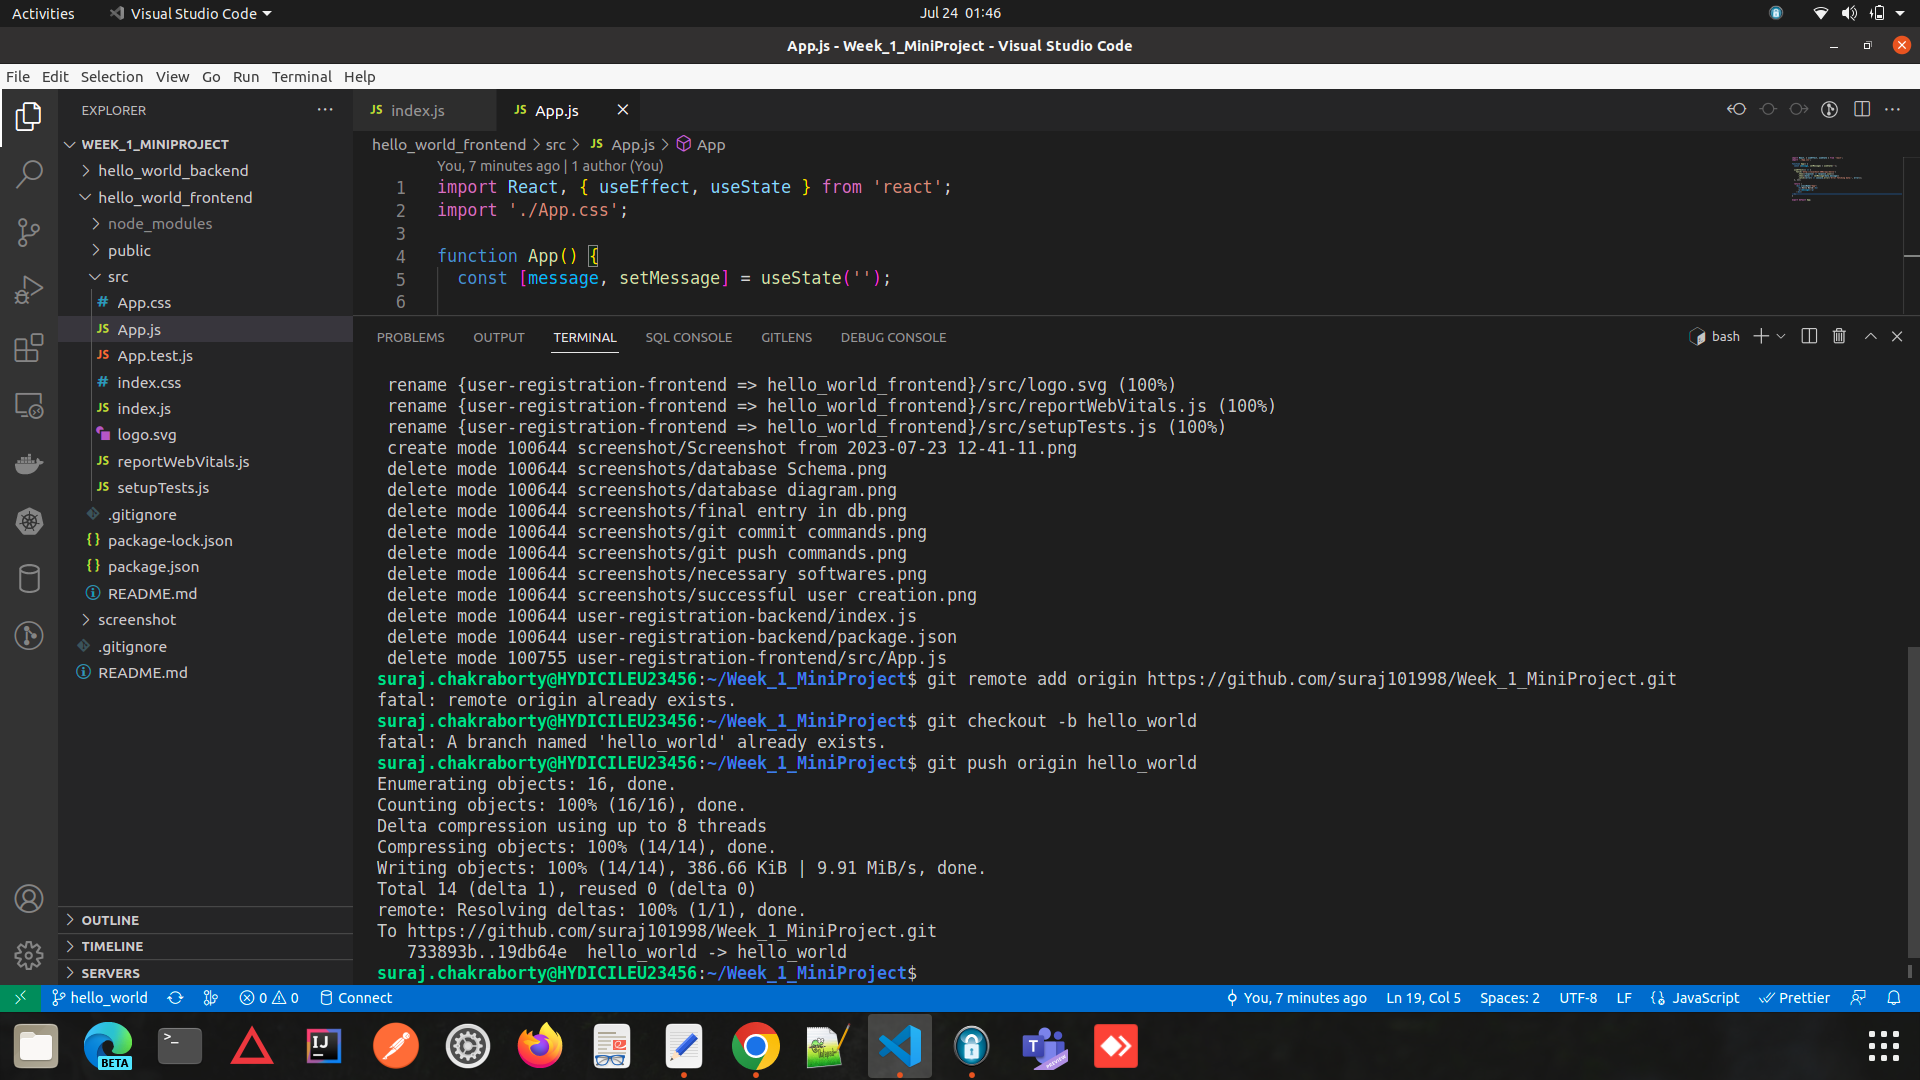 Activities
Visual Studio Code
Jul 24 01:46
App.js - Week_1_MiniProject - Visual Studio Code
File Edit Selection View Go Run Terminal Help
EXPLORER
WEEK_1_MINIPROJECT
hello_world_backend
hello_world_frontend
node_modules
public
src
# App.css
JS App.js
JS App.test.js
# index.css
JS index.js
logo.svg
JS reportWebVitals.js
JS setupTests.js
.gitignore
{} package-lock.json
{} package.json
README.md
screenshot
.gitignore
README.md
OUTLINE
TIMELINE
SERVERS
JS index.js
JS App.js
hello_world_frontend > src > JS App.js > App
You, 7 minutes ago | 1 author (You)
1 import React, { useEffect, useState } from 'react';
2 import './App.css';
3
4 function App() {
5 const [message, setMessage] = useState('');
6
PROBLEMS OUTPUT TERMINAL SQL CONSOLE GITLENS DEBUG CONSOLE
bash
rename {user-registration-frontend => hello_world_frontend}/src/logo.svg (100%)
rename {user-registration-frontend => hello_world_frontend}/src/reportWebVitals.js (100%)
rename {user-registration-frontend => hello_world_frontend}/src/setupTests.js (100%)
create mode 100644 screenshot/Screenshot from 2023-07-23 12-41-11.png
delete mode 100644 screenshots/database Schema.png
delete mode 100644 screenshots/database diagram.png
delete mode 100644 screenshots/final entry in db.png
delete mode 100644 screenshots/git commit commands.png
delete mode 100644 screenshots/git push commands.png
delete mode 100644 screenshots/necessary softwares.png
delete mode 100644 screenshots/successful user creation.png
delete mode 100644 user-registration-backend/index.js
delete mode 100644 user-registration-backend/package.json
delete mode 100755 user-registration-frontend/src/App.js
suraj.chakraborty@HYDICILEU23456:~/Week_1_MiniProject$ git remote add origin https://github.com/suraj101998/Week_1_MiniProject.git
fatal: remote origin already exists.
suraj.chakraborty@HYDICILEU23456:~/Week_1_MiniProject$ git checkout -b hello_world
fatal: A branch named 'hello_world' already exists.
suraj.chakraborty@HYDICILEU23456:~/Week_1_MiniProject$ git push origin hello_world
Enumerating objects: 16, done.
Counting objects: 100% (16/16), done.
Delta compression using up to 8 threads
Compressing objects: 100% (14/14), done.
Writing objects: 100% (14/14), 386.66 KiB | 9.91 MiB/s, done.
Total 14 (delta 1), reused 0 (delta 0)
remote: Resolving deltas: 100% (1/1), done.
To https://github.com/suraj101998/Week_1_MiniProject.git
733893b..19db64e hello_world -> hello_world
suraj.chakraborty@HYDICILEU23456:~/Week_1_MiniProject$
hello_world 0 0 Connect
You, 7 minutes ago Ln 19, Col 5 Spaces: 2 UTF-8 LF {} JavaScript Prettier
BETA
>_
IJ
T
PREVIEW